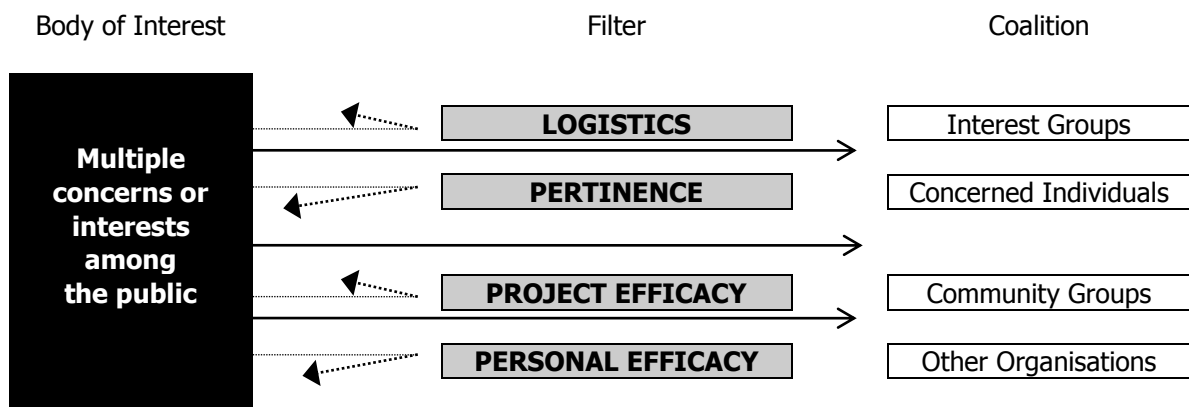 Body of Interest
Filter
Coalition
Multiple
concerns or
interests
among
the public
LOGISTICS
PERTINENCE
PROJECT EFFICACY
PERSONAL EFFICACY
Interest Groups
Concerned Individuals
Community Groups
Other Organisations